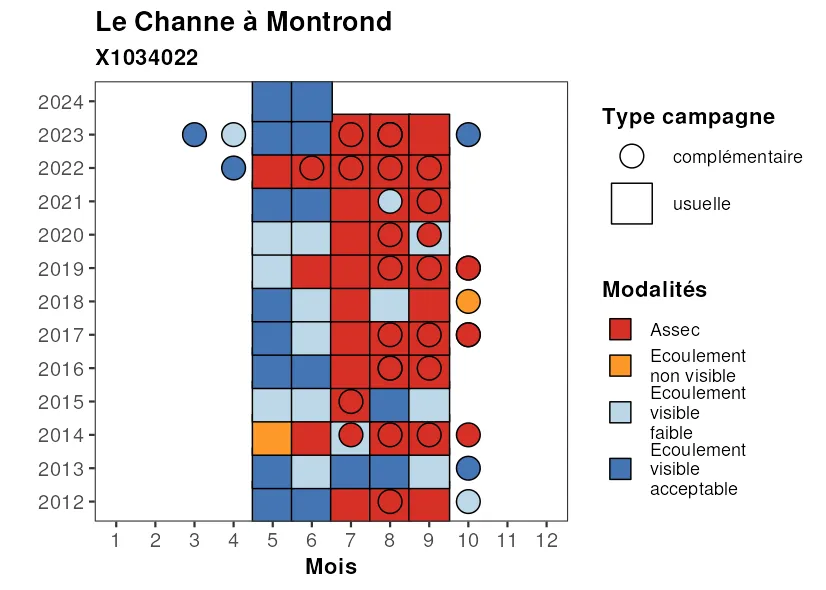 Le Channe à Montrond
X1034022
2024
2023
2022
2021
2020
2019
2018
2017
2016
2015
2014
2013
2012
1 2 3 4 5 6 7 8 9 10 11 12
Mois
Type campagne
complémentaire
usuelle
Modalités
Assec
Ecoulement
non visible
Ecoulement
visible
faible
Ecoulement
visible
acceptable